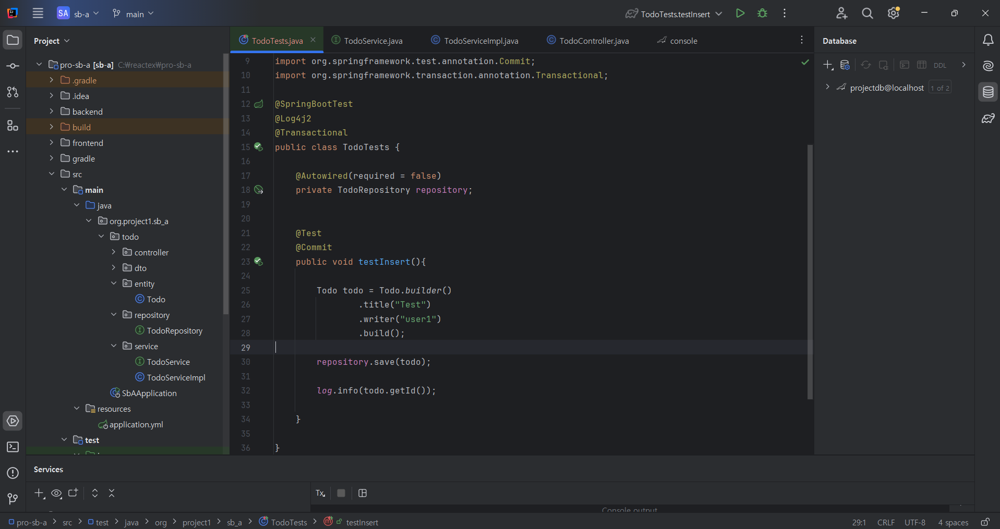 SA sb-a main TodoTests.testInsert
Project
TodoTests.java TodoService.java TodoServiceImpl.java TodoController.java console
Database
pro-sb-a [sb-a] C:₩reactex₩pro-sb-a
.gradle
.idea
backend
build
frontend
gradle
src
main
java
org.project1.sb_a
todo
controller
dto
entity
Todo
repository
TodoRepository
service
TodoService
TodoServiceImpl
SbAApplication
resources
application.yml
test
9 import org.springframework.test.annotation.Commit;
10 import org.springframework.transaction.annotation.Transactional;
11
12 @SpringBootTest
13 @Log4j2
14 @Transactional
15 public class TodoTests {
16
17 @Autowired(required = false)
18 private TodoRepository repository;
19
20
21 @Test
22 @Commit
23 public void testInsert(){
24
25 Todo todo = Todo.builder()
26 .title("Test")
27 .writer("user1")
28 .build();
29
30 repository.save(todo);
31
32 log.info(todo.getId());
33
34 }
35
36 }
DDL
projectdb@localhost 1 of 2
Services
Tx
Console output
pro-sb-a > src > test > java > org > project1 > sb_a > TodoTests > testInsert
29:1 CRLF UTF-8 4 spaces